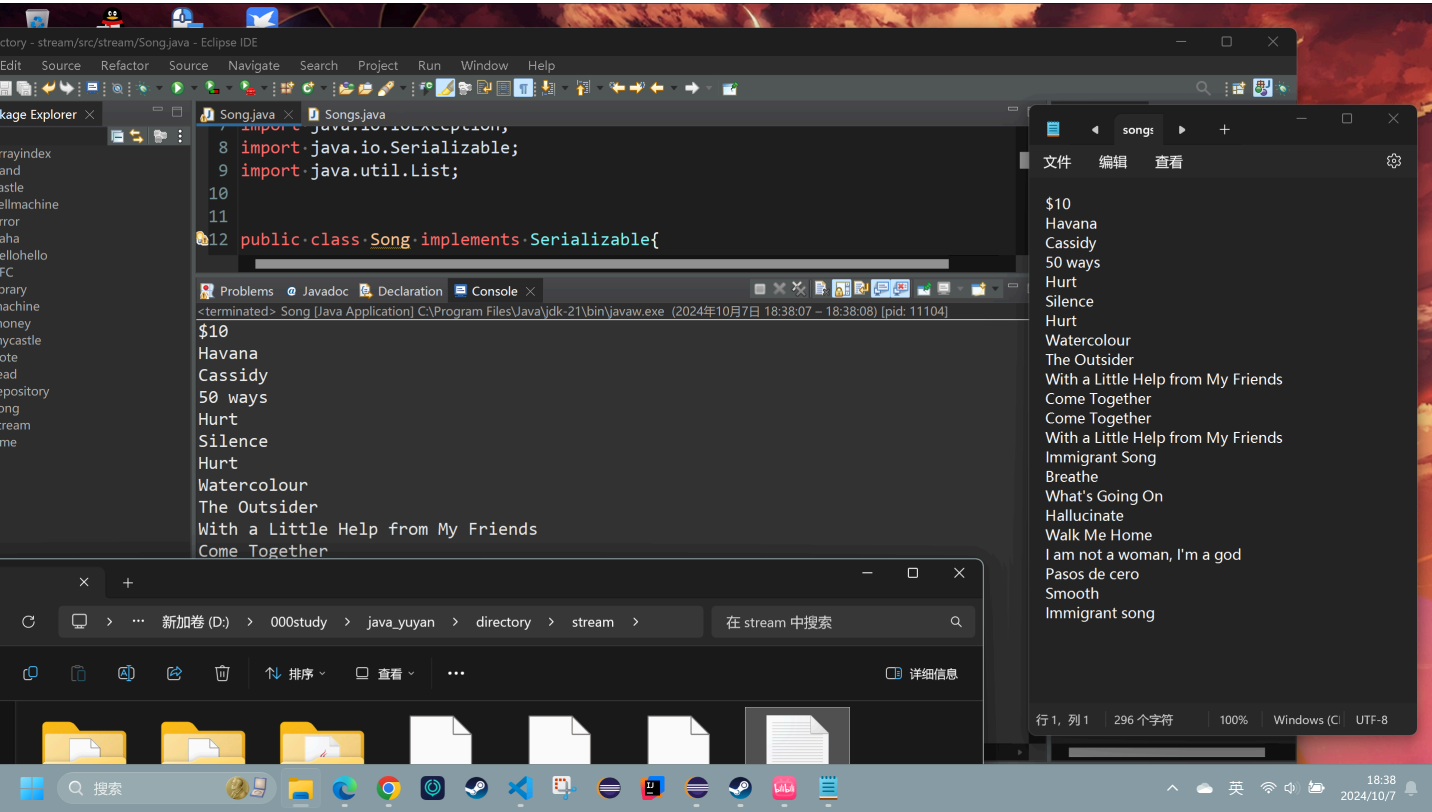 ctory - stream/src/stream/Song.java - Eclipse IDE
Edit Source Refactor Source Navigate Search Project Run Window Help
kage Explorer
Song.java
Songs.java
rrayindex
and
astle
ellmachine
rror
aha
ellohello
FC
orary
nachine
noney
nycastle
ote
ead
epository
ong
tream
me
7 import java.io.IOException;
8 import java.io.Serializable;
9 import java.util.List;
10
11
12 public class Song implements Serializable{
Problems Javadoc Declaration Console
<terminated> Song [Java Application] C:\Program Files\Java\jdk-21\bin\javaw.exe (2024年10月7日 18:38:07 – 18:38:08) [pid: 11104]
$10
Havana
Cassidy
50 ways
Hurt
Silence
Hurt
Watercolour
The Outsider
With a Little Help from My Friends
Come Together
songs
文件 编辑 查看
$10
Havana
Cassidy
50 ways
Hurt
Silence
Hurt
Watercolour
The Outsider
With a Little Help from My Friends
Come Together
Come Together
With a Little Help from My Friends
Immigrant Song
Breathe
What's Going On
Hallucinate
Walk Me Home
I am not a woman, I'm a god
Pasos de cero
Smooth
Immigrant song
行 1，列 1 296 个字符 100% Windows (C UTF-8
新加卷 (D:) > 000study > java_yuyan > directory > stream >
在 stream 中搜索
排序 查看 详细信息
搜索
英
18:38
2024/10/7